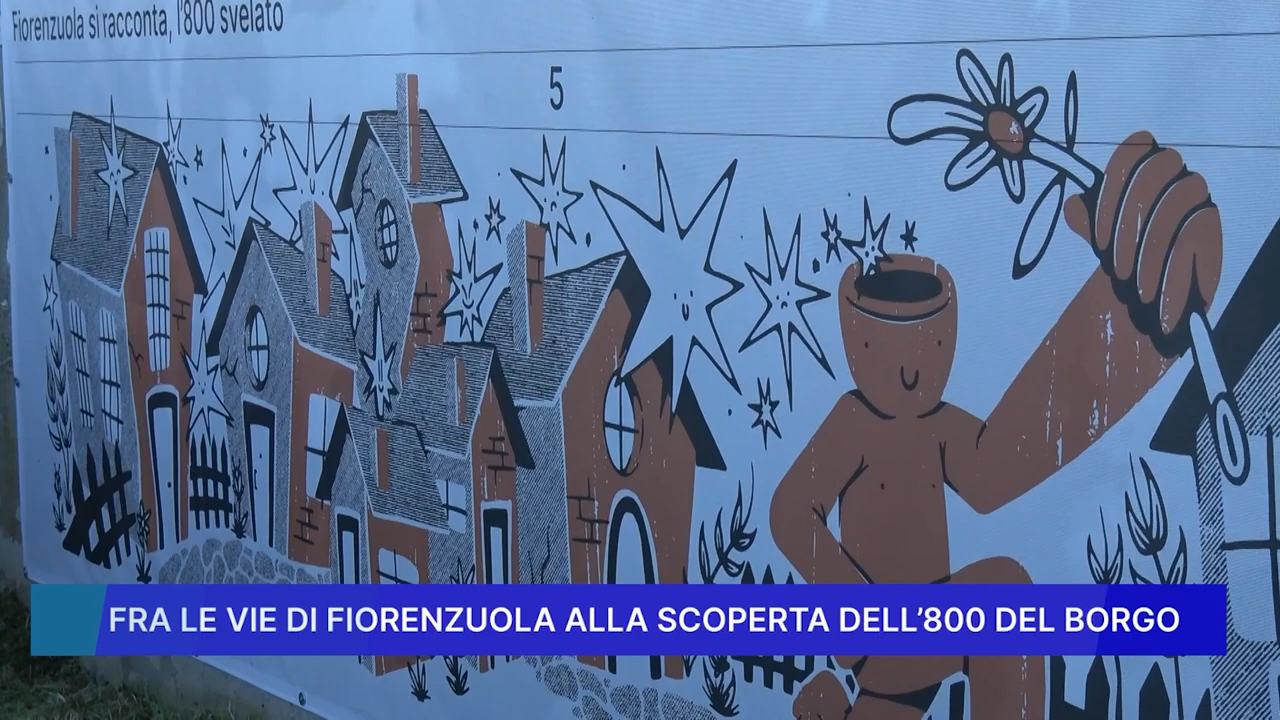 Fiorenzuola si racconta, l'800 svelato
5
FRA LE VIE DI FIORENZUOLA ALLA SCOPERTA DELL’800 DEL BORGO